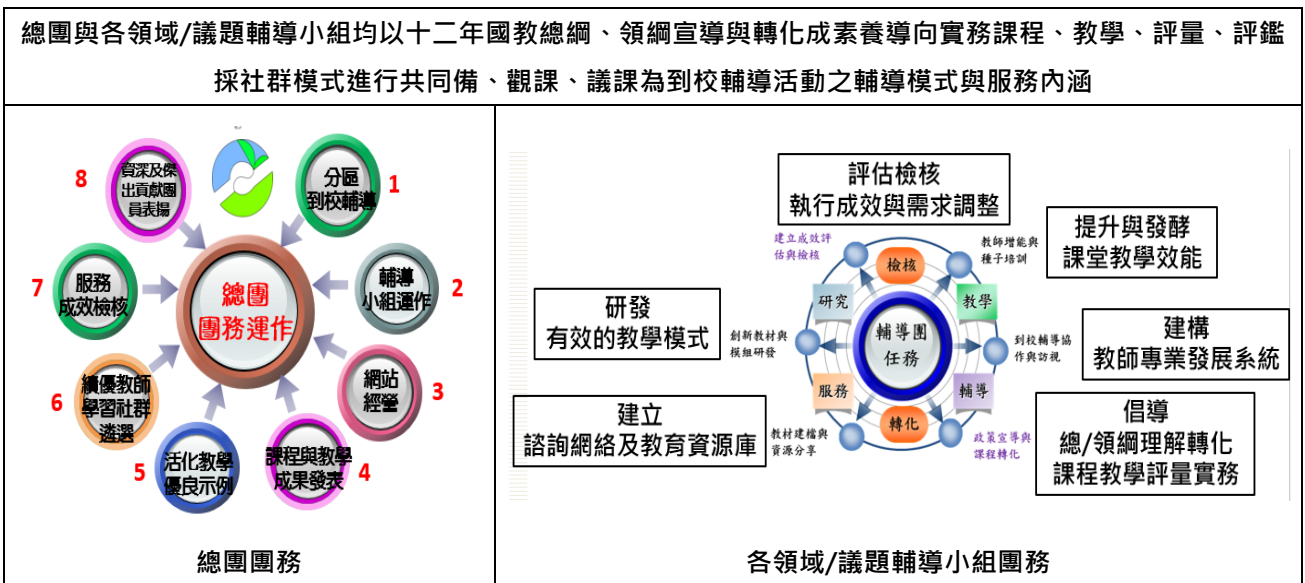 總團與各領域/議題輔導小組均以十二年國教總綱、領綱宣導與轉化成素養導向實務課程、教學、評量、評鑑
採社群模式進行共同備、觀課、議課為到校輔導活動之輔導模式與服務內涵
8
資深及傑
出貢獻團
員表揚
分區
到校輔導
1
7
服務
成效檢核
總團
團務運作
輔導
小組運作
2
6
績優教師
學習社群
遴選
網站
經營
3
5
活化教學
優良示例
課程與教學
成果發表
4
總團團務
評估檢核
執行成效與需求調整
建立成效評
估與檢核
檢核
教師增能與
種子培訓
提升與發酵
課堂教學效能
研發
有效的教學模式
研究
教學
創新教材與
模組研發
輔導團
任務
到校輔導協
作與訪視
建構
教師專業發展系統
服務
輔導
建立
諮詢網絡及教育資源庫
教材建檔與
資源分享
轉化
政策宣導與
課程轉化
倡導
總/領綱理解轉化
課程教學評量實務
各領域/議題輔導小組團務